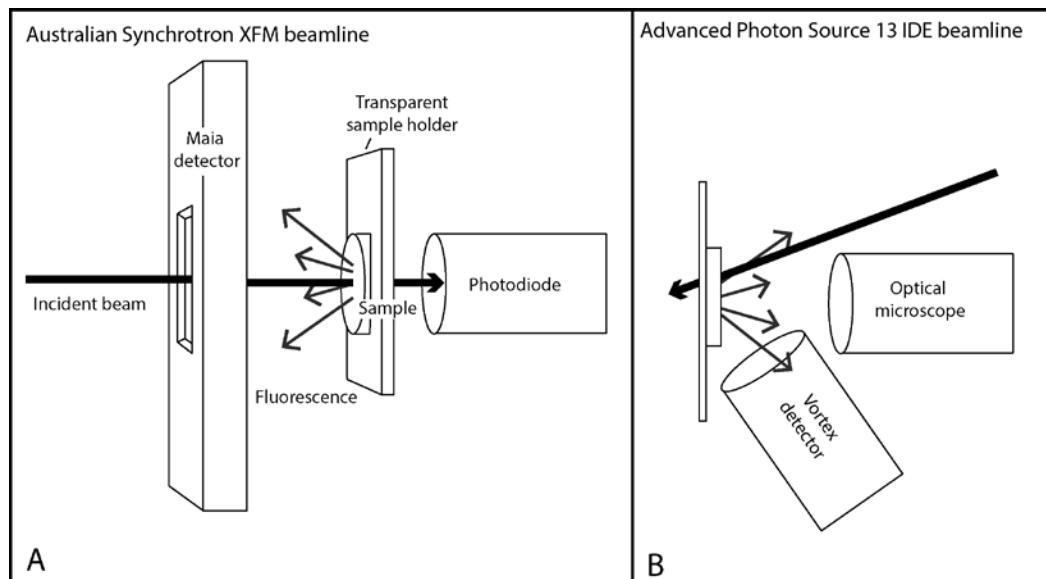 Australian Synchrotron XFM beamline
Maia
detector
Transparent
sample holder
Incident beam
Sample
Photodiode
Fluorescence
A
Advanced Photon Source 13 IDE beamline
Optical
microscope
Vortex
detector
B